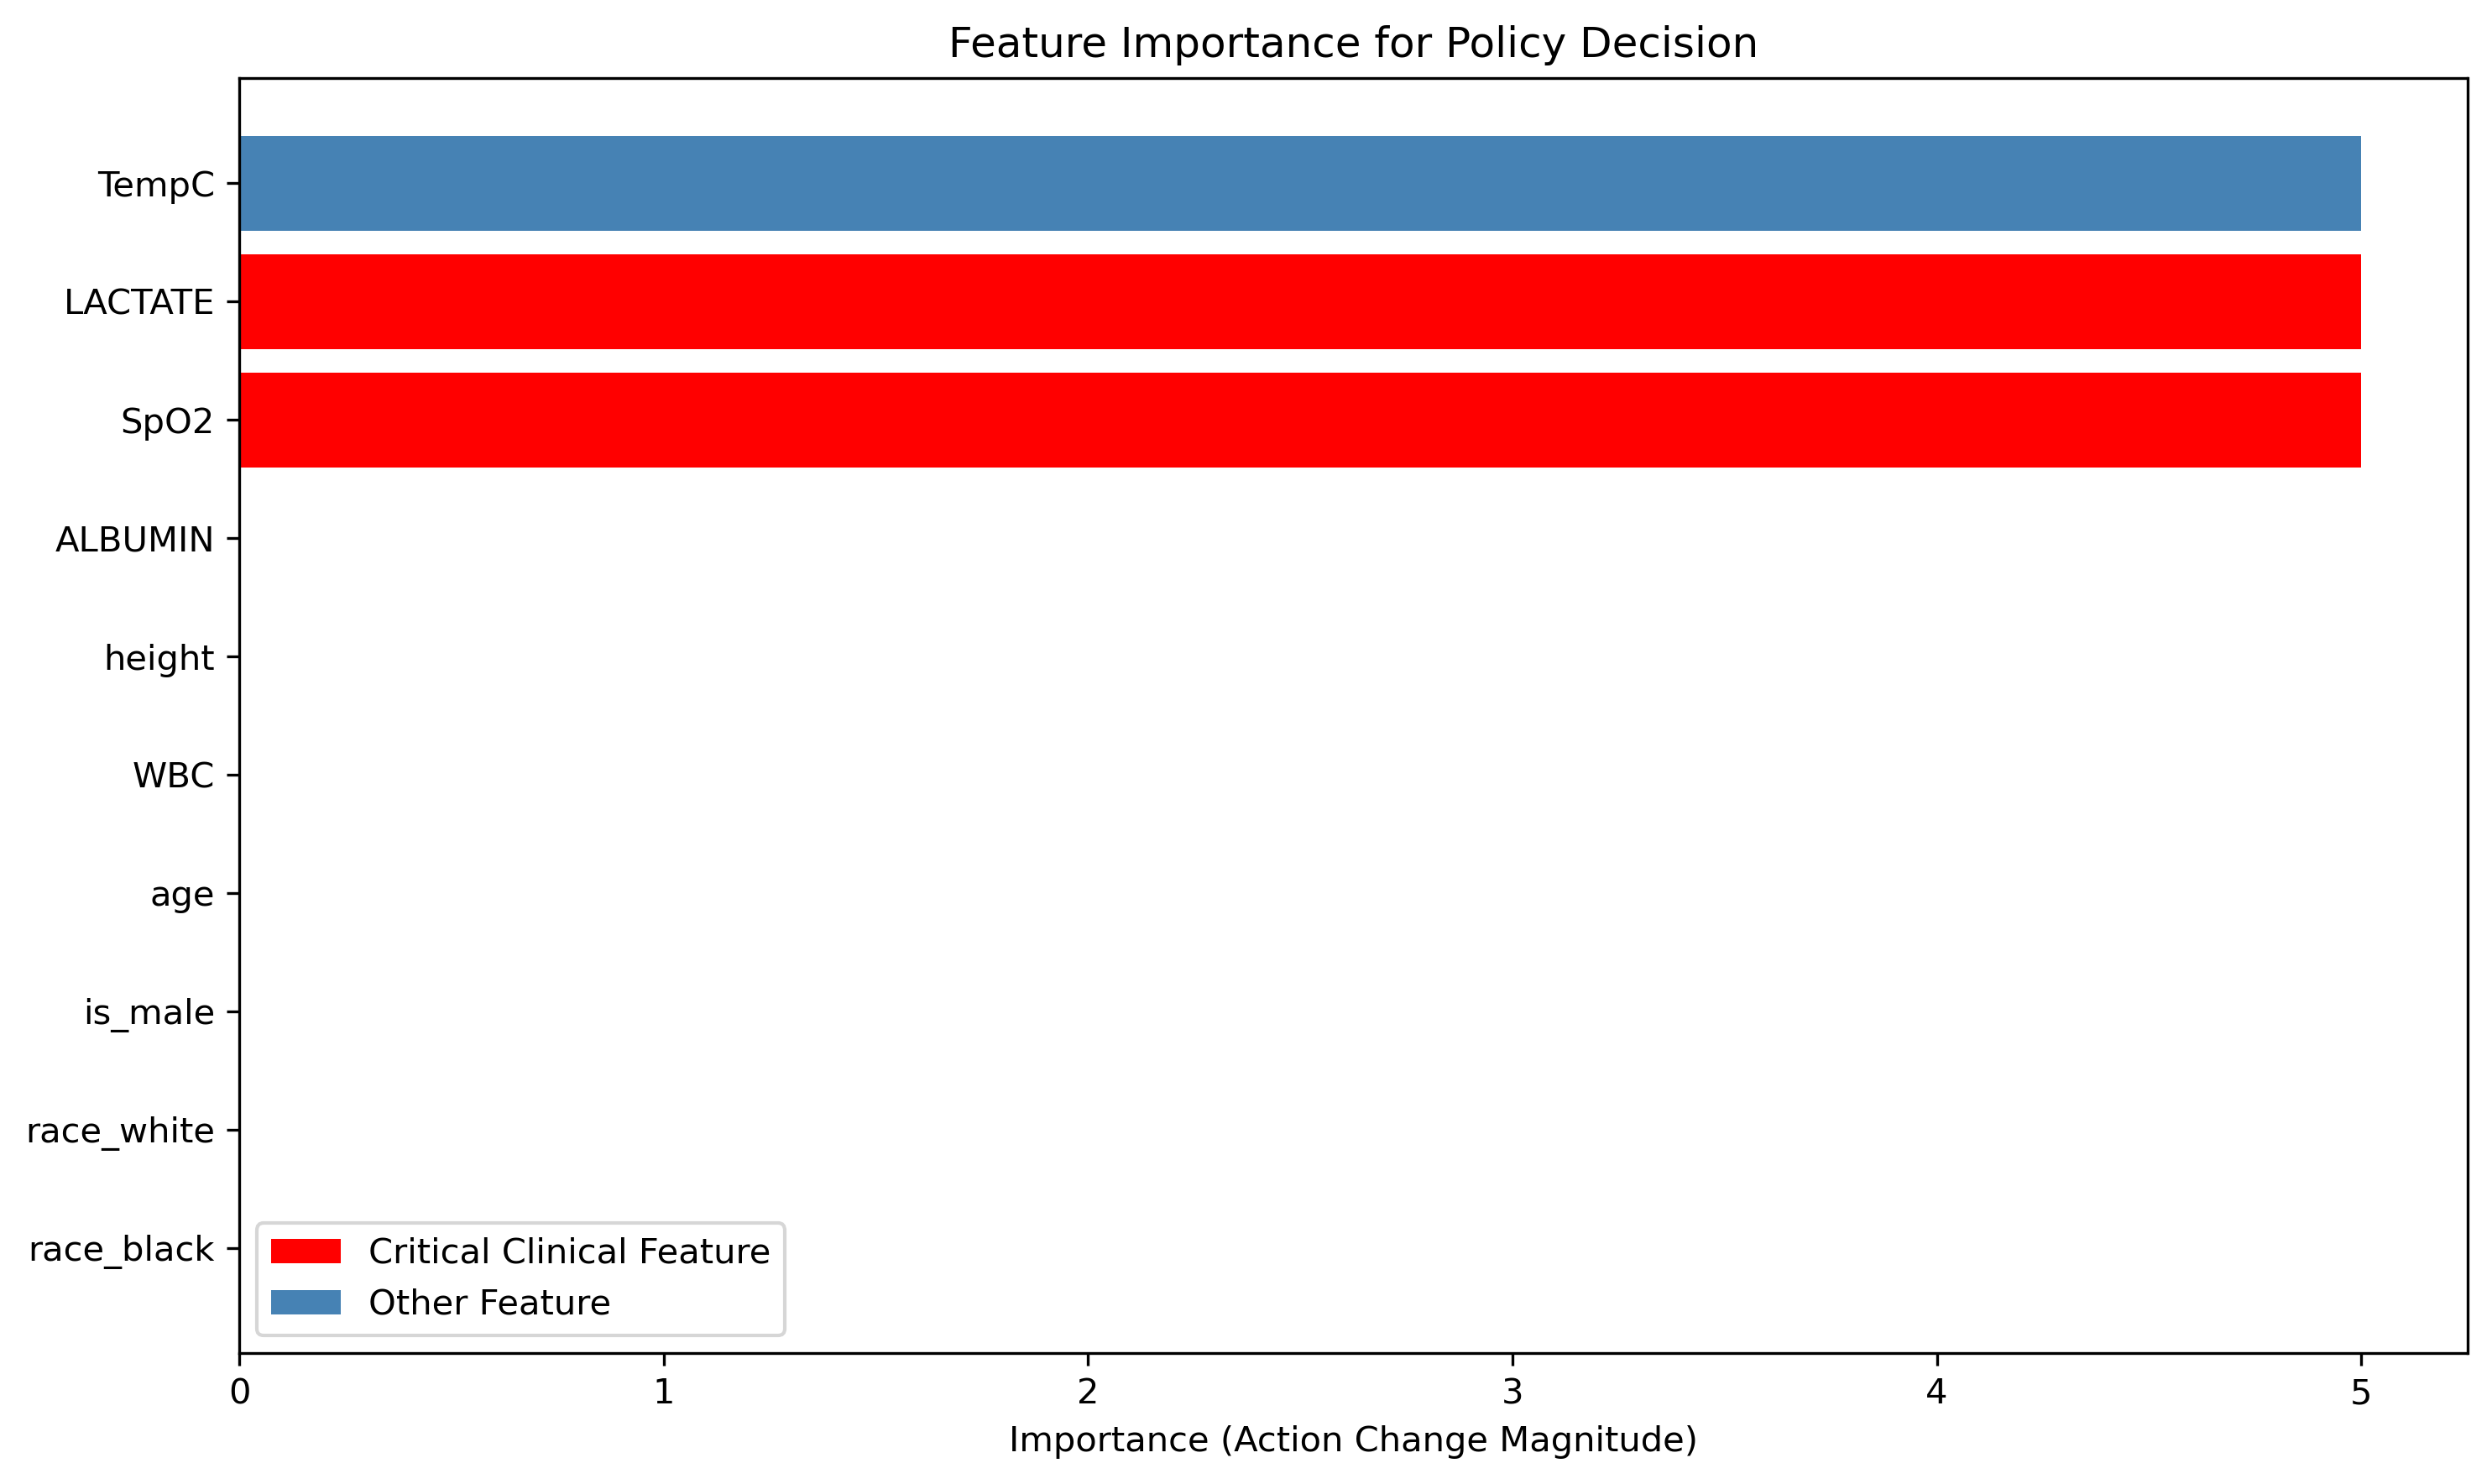 Feature Importance for Policy Decision
TempC
LACTATE
SpO2
ALBUMIN
height
WBC
age
is_male
race_white
race_black
Critical Clinical Feature
Other Feature
0 1 2 3 4 5
Importance (Action Change Magnitude)